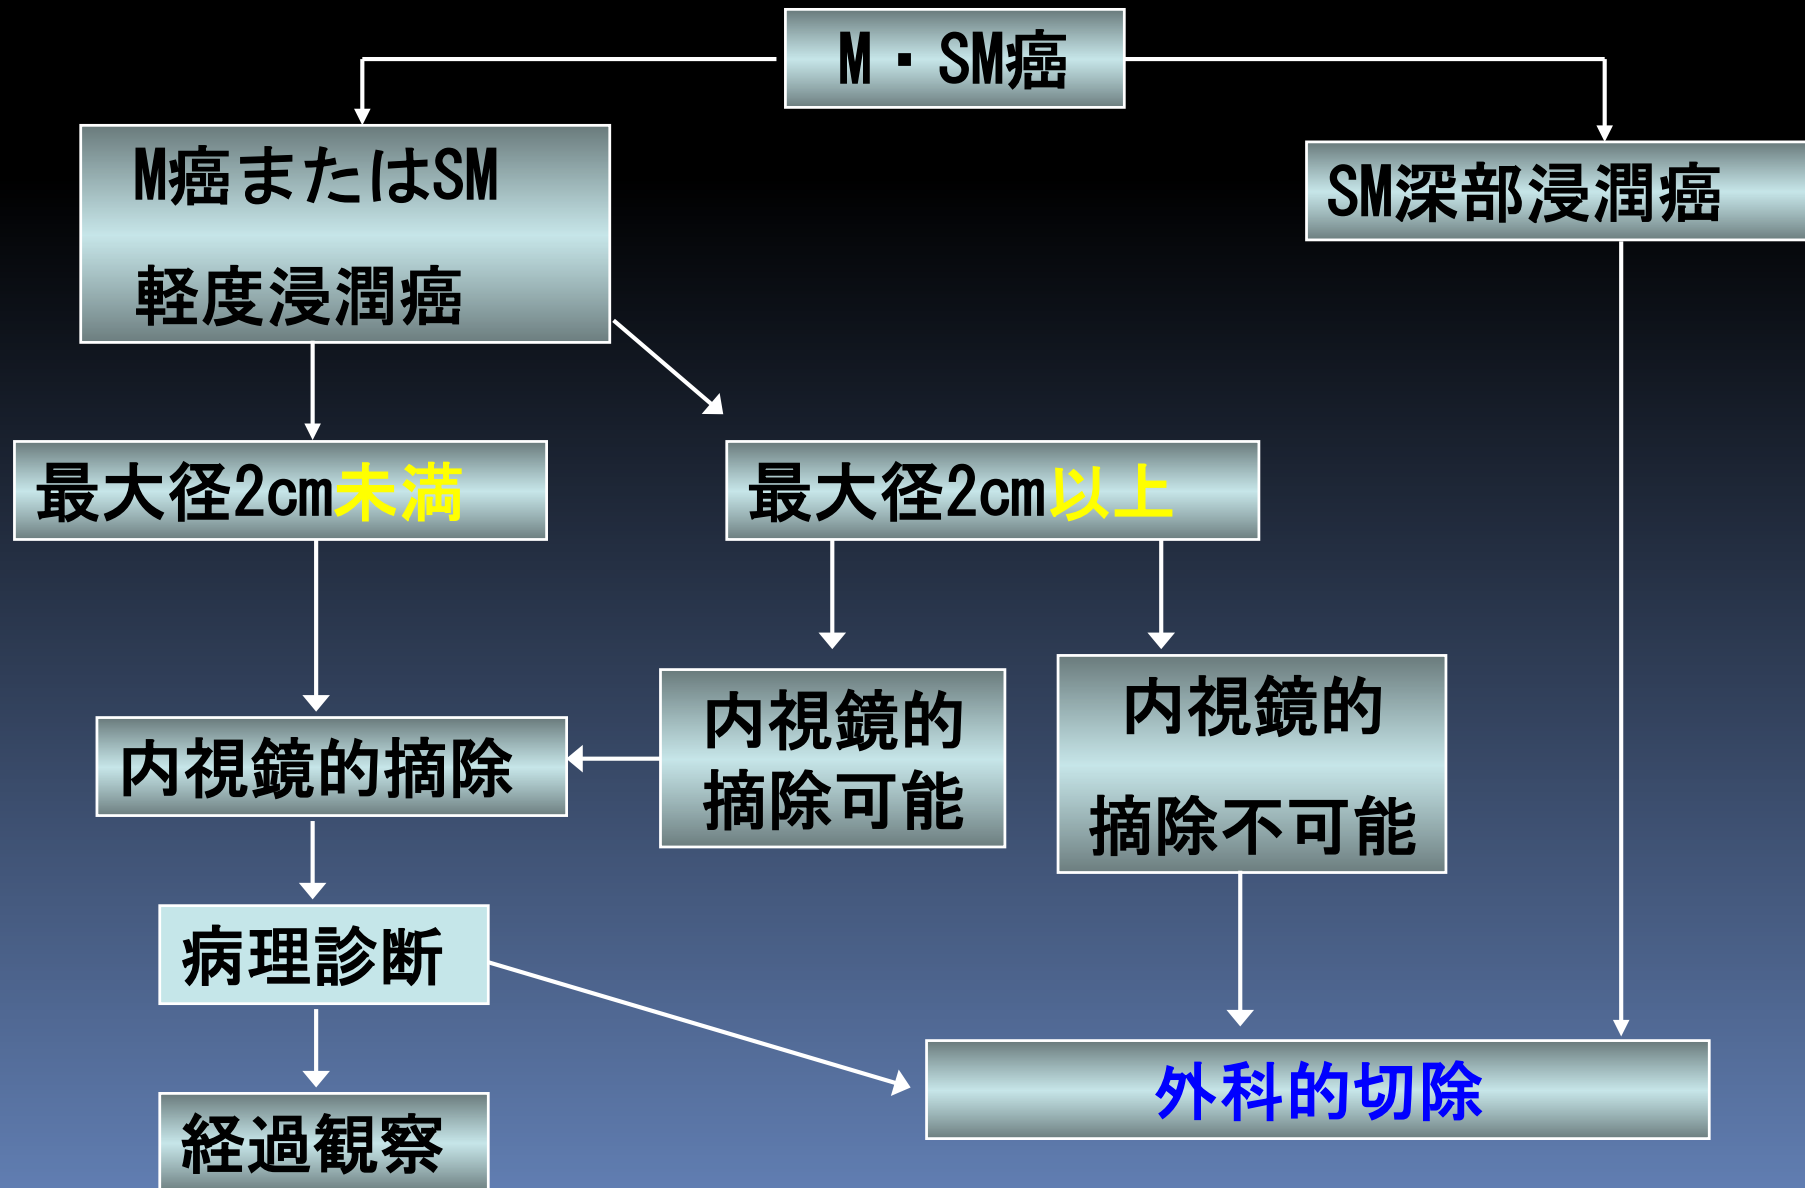 M・SM癌
M癌またはSM
軽度浸潤癌
SM深部浸潤癌
最大径2cm未満
最大径2cm以上
内視鏡的摘除
内視鏡的
摘除可能
内視鏡的
摘除不可能
病理診断
外科的切除
経過観察